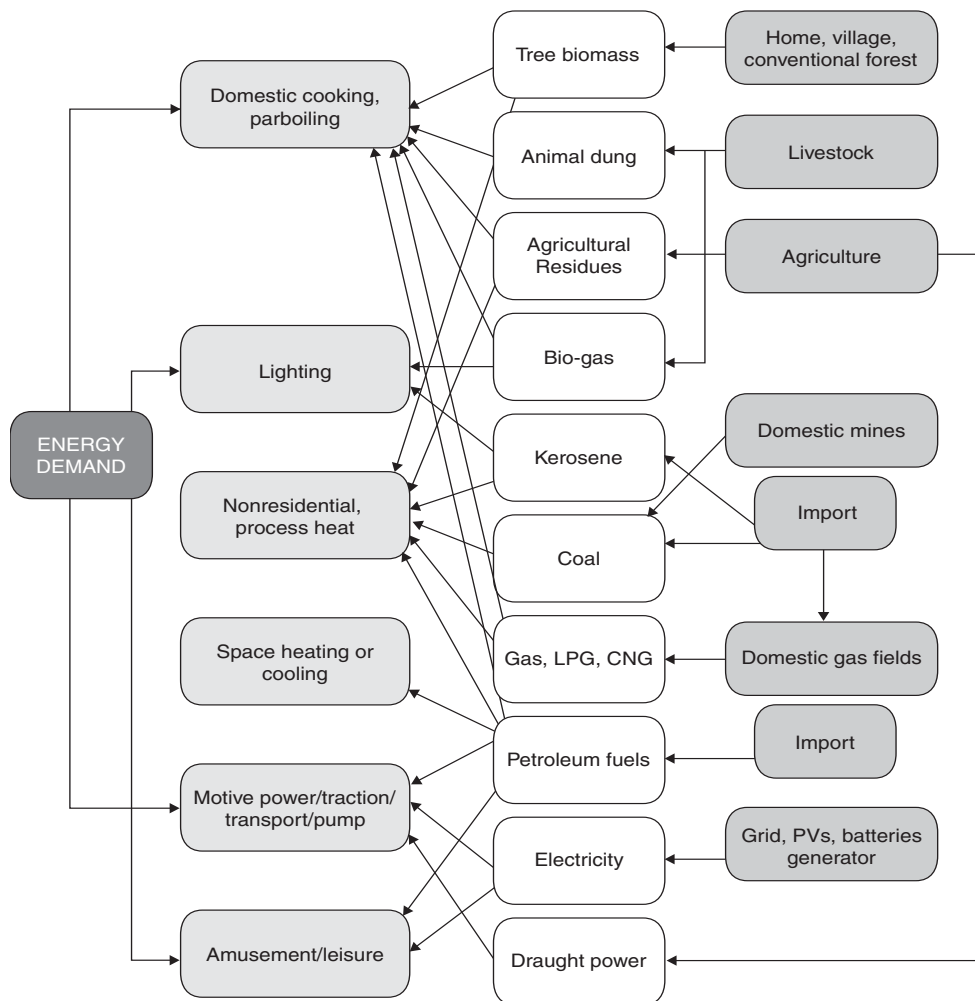 ENERGY
DEMAND
Domestic cooking,
parboiling
Lighting
Nonresidential,
process heat
Space heating or
cooling
Motive power/traction/
transport/pump
Amusement/leisure
Tree biomass
Animal dung
Agricultural
Residues
Bio-gas
Kerosene
Coal
Gas, LPG, CNG
Petroleum fuels
Electricity
Draught power
Home, village,
conventional forest
Livestock
Agriculture
Domestic mines
Import
Domestic gas fields
Import
Grid, PVs, batteries
generator